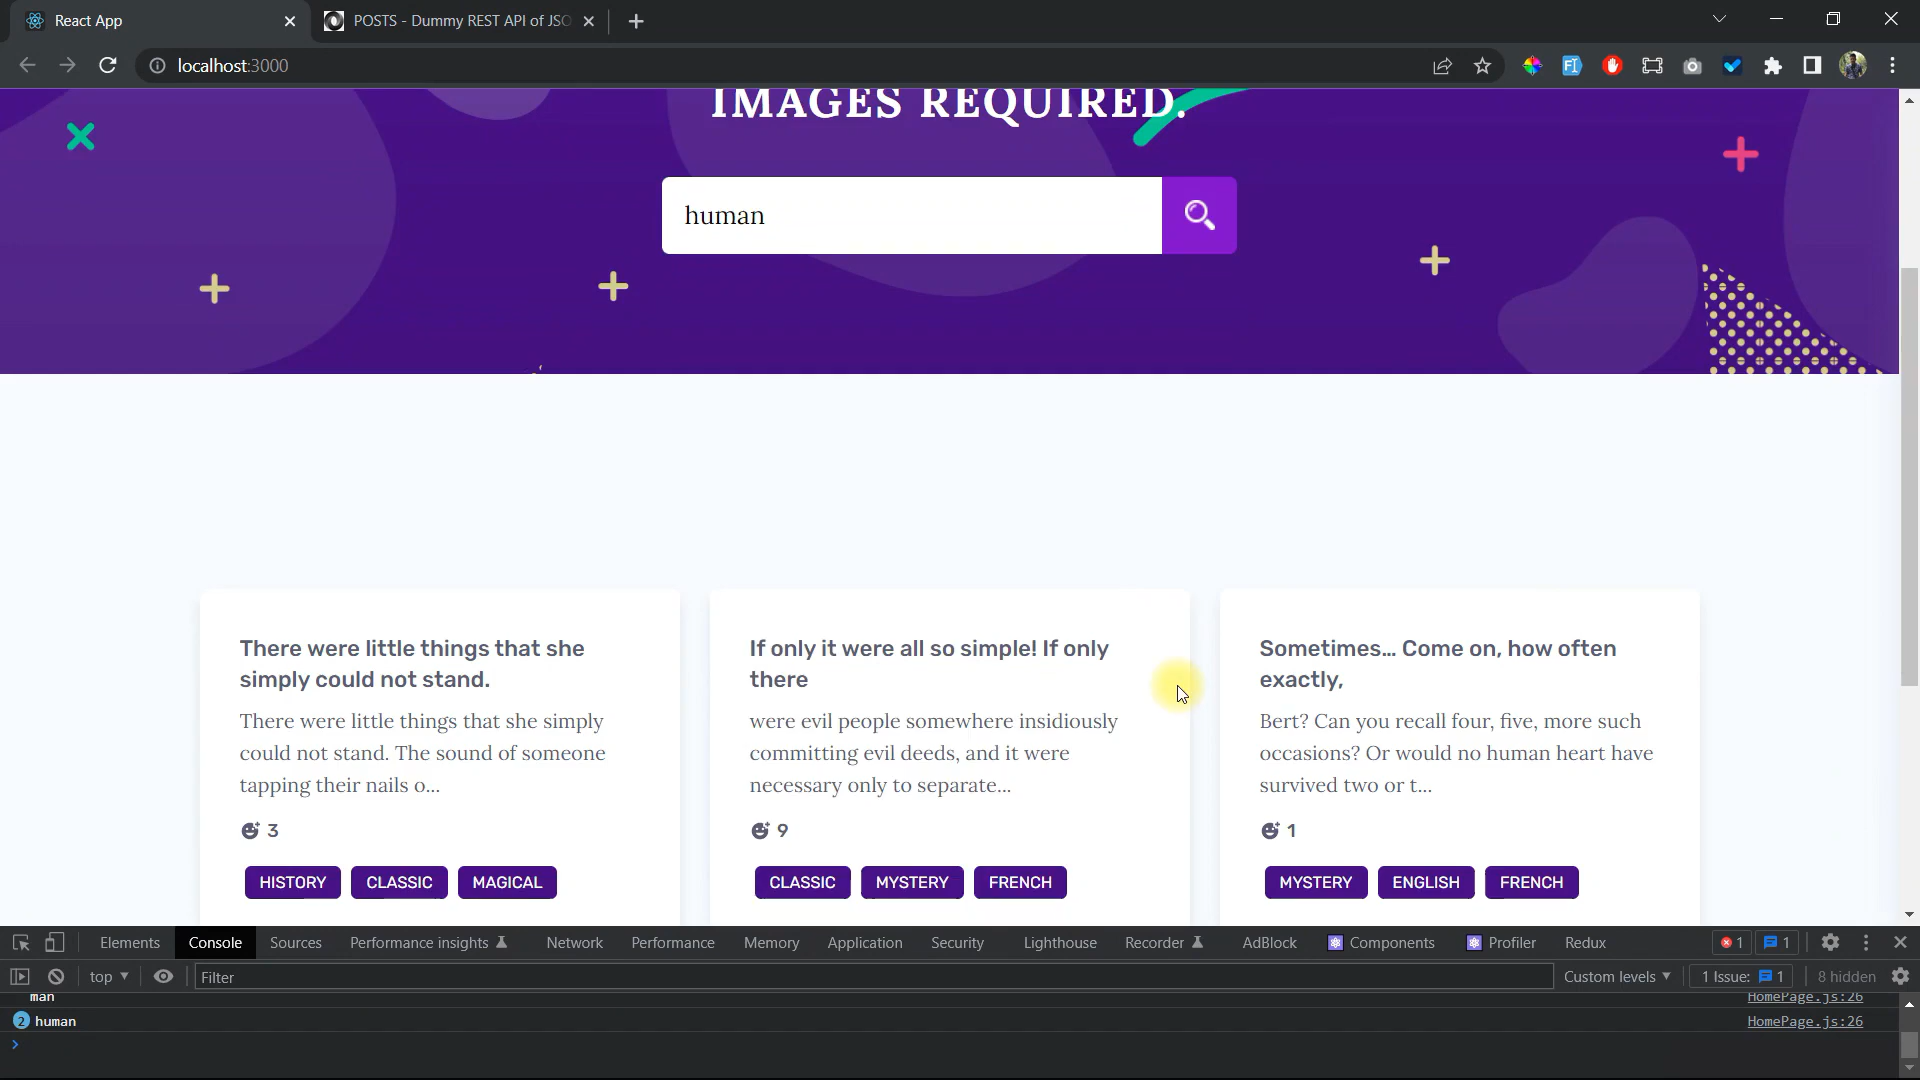 React App
POSTS - Dummy REST API of JSO
localhost:3000
IMAGES REQUIRED.
human
There were little things that she
simply could not stand.
There were little things that she simply
could not stand. The sound of someone
tapping their nails o...
3
HISTORY CLASSIC MAGICAL
If only it were all so simple! If only
there
were evil people somewhere insidiously
committing evil deeds, and it were
necessary only to separate...
9
CLASSIC MYSTERY FRENCH
Sometimes... Come on, how often
exactly,
Bert? Can you recall four, five, more such
occasions? Or would no human heart have
survived two or t...
1
MYSTERY ENGLISH FRENCH
Elements Console Sources Performance insights Network Performance Memory Application Security Lighthouse Recorder AdBlock Components Profiler Redux 1 1
top Filter Custom levels 1 Issue: 1 8 hidden
man HomePage.js:26
2 human HomePage.js:26